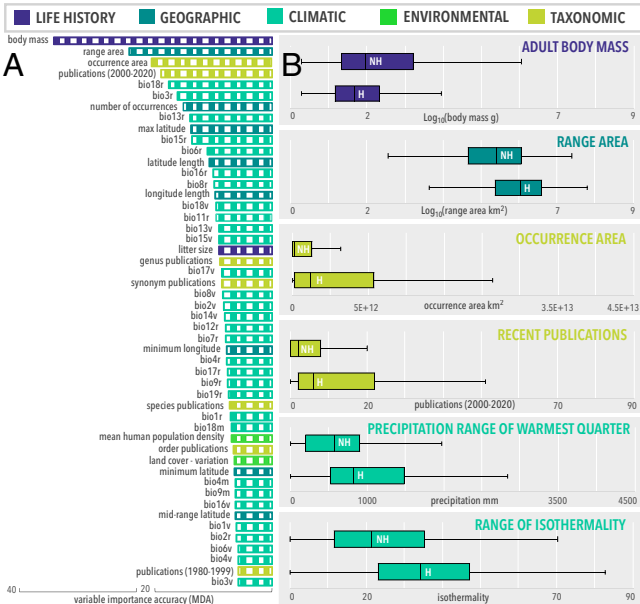 LIFE HISTORY GEOGRAPHIC CLIMATIC ENVIRONMENTAL TAXONOMIC
A
body mass
range area
occurrence area
publications (2000-2020)
bio18r
bio3r
number of occurrences
bio13r
max latitude
bio15r
bio6r
latitude length
bio16r
bio8r
longitude length
bio18v
bio11r
bio13v
bio15v
litter size
genus publications
bio17v
synonym publications
bio8v
bio2v
bio14v
bio12r
bio7r
minimum longitude
bio4r
bio17r
bio9r
bio19r
species publications
bio1r
bio18m
mean human population density
order publications
land cover - variation
minimum latitude
bio4m
bio9m
bio16v
mid-range latitude
bio1v
bio2r
bio6v
bio4v
publications (1980-1999)
bio3v
40 20
variable importance accuracy (MDA)
B
ADULT BODY MASS
NH
H
0 2 Log10(body mass g) 7 9
RANGE AREA
NH
H
0 2 Log10(range area km2) 7 9
OCCURRENCE AREA
NH
H
0 5E+12 occurrence area km2 3.5E+13 4.5E+13
RECENT PUBLICATIONS
NH
H
0 20 publications (2000-2020) 70 90
PRECIPITATION RANGE OF WARMEST QUARTER
NH
H
0 1000 precipitation mm 3500 4500
RANGE OF ISOTHERMALITY
NH
H
0 20 isothermality 70 90